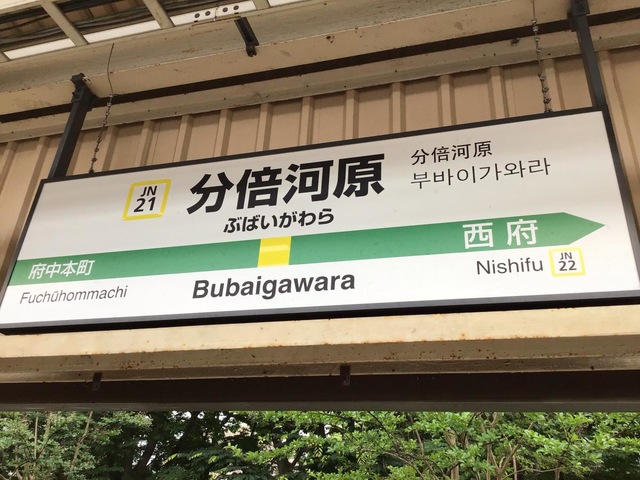 JN
21
分倍河原
ぶばいがわら
分倍河原
부바이가와라
府中本町
西府
Fuchūhommachi
Bubaigawara
Nishifu
JN
22